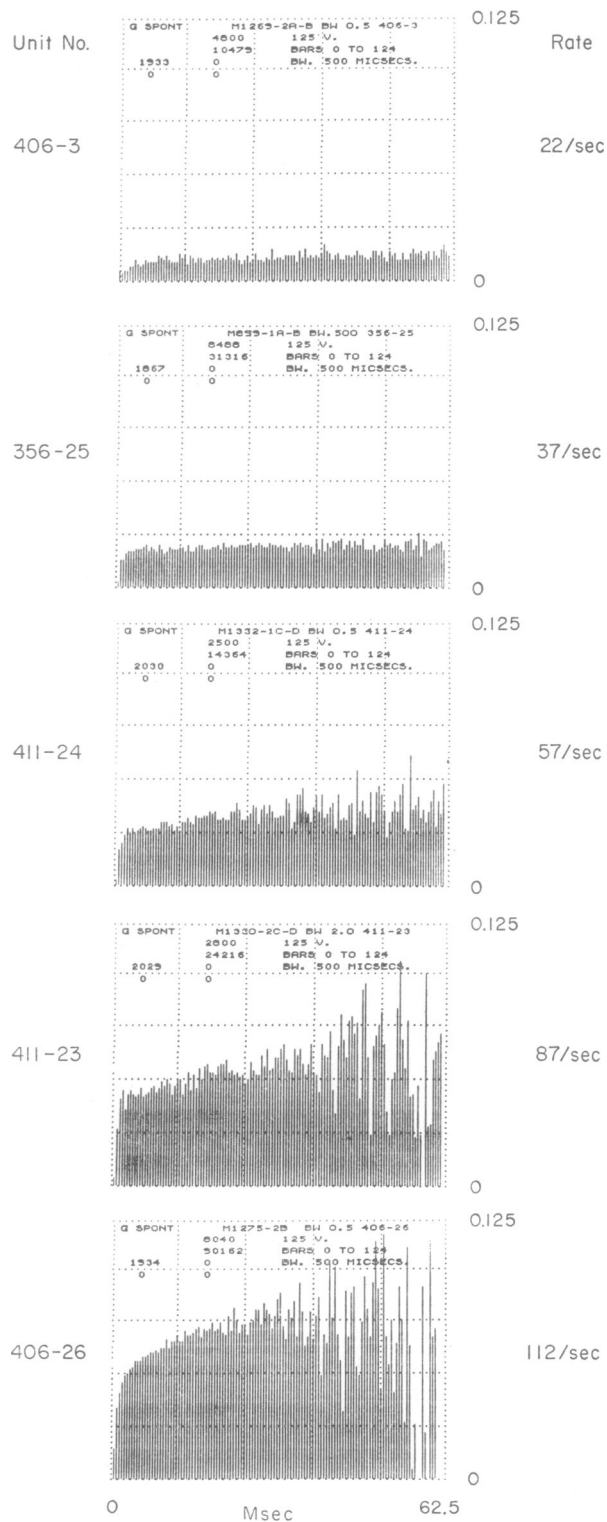 Unit No.
Rate
G SPONT M1269-2A-B BW 0.5 406-3
4800 125 V.
10479 BARS 0 TO 124
1933 0 BW. 500 MICSECS.
0 0
0.125
406-3
22/sec
0
G SPONT M899-1A-B BW.500 356-25
8488 125 V.
31316 BARS 0 TO 124
1867 0 BW. 500 MICSECS.
0 0
0.125
356-25
37/sec
0
G SPONT M1332-1C-D BW 0.5 411-24
2500 125 V.
14364 BARS 0 TO 124
2030 0 BW. 500 MICSECS.
0 0
0.125
411-24
57/sec
0
G SPONT M1330-2C-D BW 2.0 411-23
2800 125 V.
24216 BARS 0 TO 124
2029 0 BW. 500 MICSECS.
0 0
0.125
411-23
87/sec
0
G SPONT M1275-2B BW 0.5 406-26
8040 125 V.
90162 BARS 0 TO 124
1934 0 BW. 500 MICSECS.
0 0
0.125
406-26
112/sec
0
0 Msec 62.5